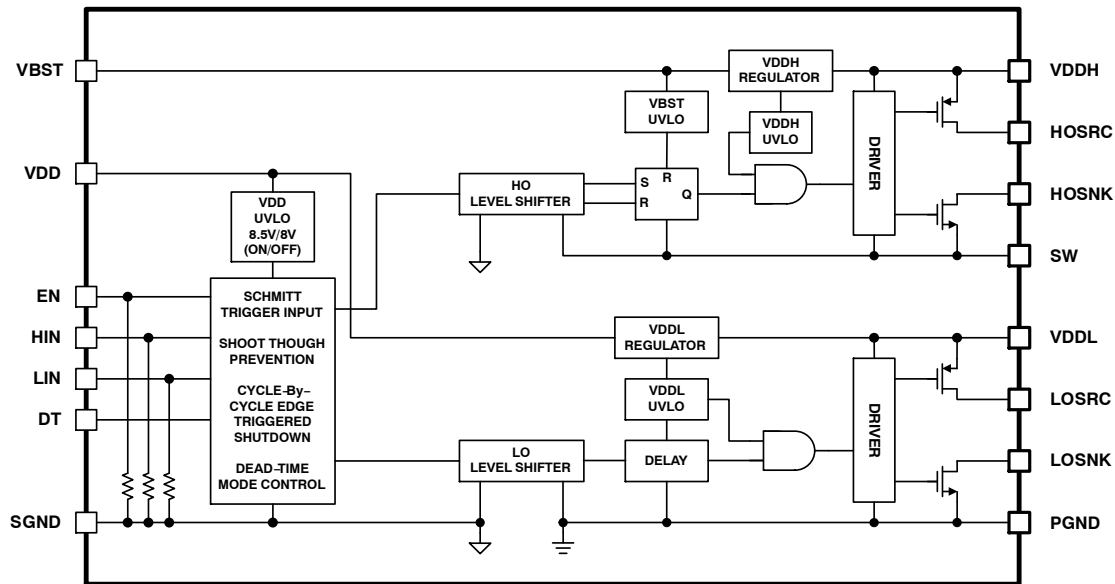 VBST
VDD
EN
HIN
LIN
DT
SGND
VDD
UVLO
8.5V/8V
(ON/OFF)
SCHMITT
TRIGGER INPUT
SHOOT THOUGH
PREVENTION
CYCLE-By-
CYCLE EDGE
TRIGGERED
SHUTDOWN
DEAD-TIME
MODE CONTROL
HO
LEVEL SHIFTER
VBST
UVLO
S
R
R
Q
VDDH
REGULATOR
VDDH
UVLO
DRIVER
LO
LEVEL SHIFTER
VDDL
REGULATOR
VDDL
UVLO
DELAY
DRIVER
VDDH
HOSRC
HOSNK
SW
VDDL
LOSRC
LOSNK
PGND